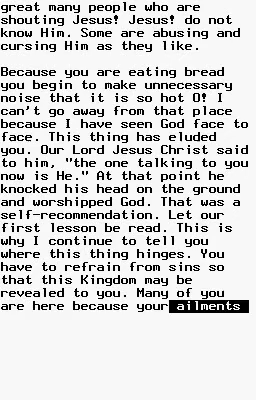 great many people who are
shouting Jesus! Jesus! do not
know Him. Some are abusing and
cursing Him as they like.

Because you are eating bread
you begin to make unnecessary
noise that it is so hot O! I
can't go away from that place
because I have seen God face to
face. This thing has eluded
you. Our Lord Jesus Christ said
to him, "the one talking to you
now is He." At that point he
knocked his head on the ground
and worshipped God. That was a
self-recommendation. Let our
first lesson be read. This is
why I continue to tell you
where this thing hinges. You
have to refrain from sins so
that this Kingdom may be
revealed to you. Many of you
are here because your ailments